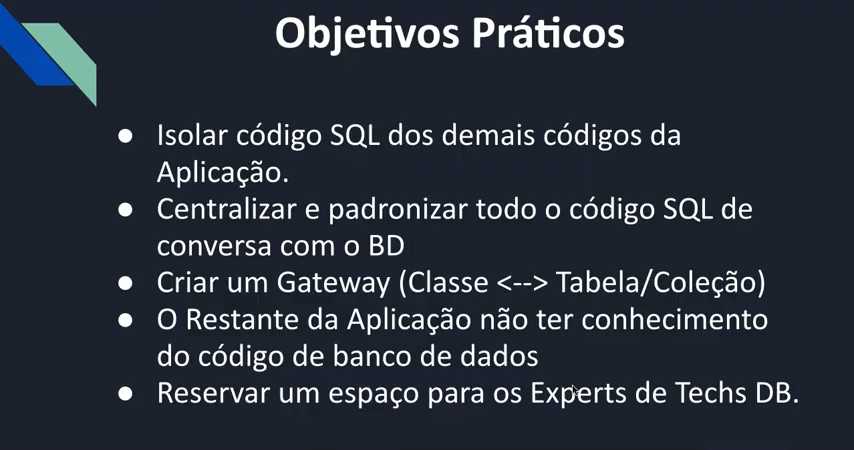 Objetivos Práticos
● Isolar código SQL dos demais códigos da
Aplicação.
● Centralizar e padronizar todo o código SQL de
conversa com o BD
● Criar um Gateway (Classe <--> Tabela/Coleção)
● O Restante da Aplicação não ter conhecimento
do código de banco de dados
● Reservar um espaço para os Experts de Techs DB.